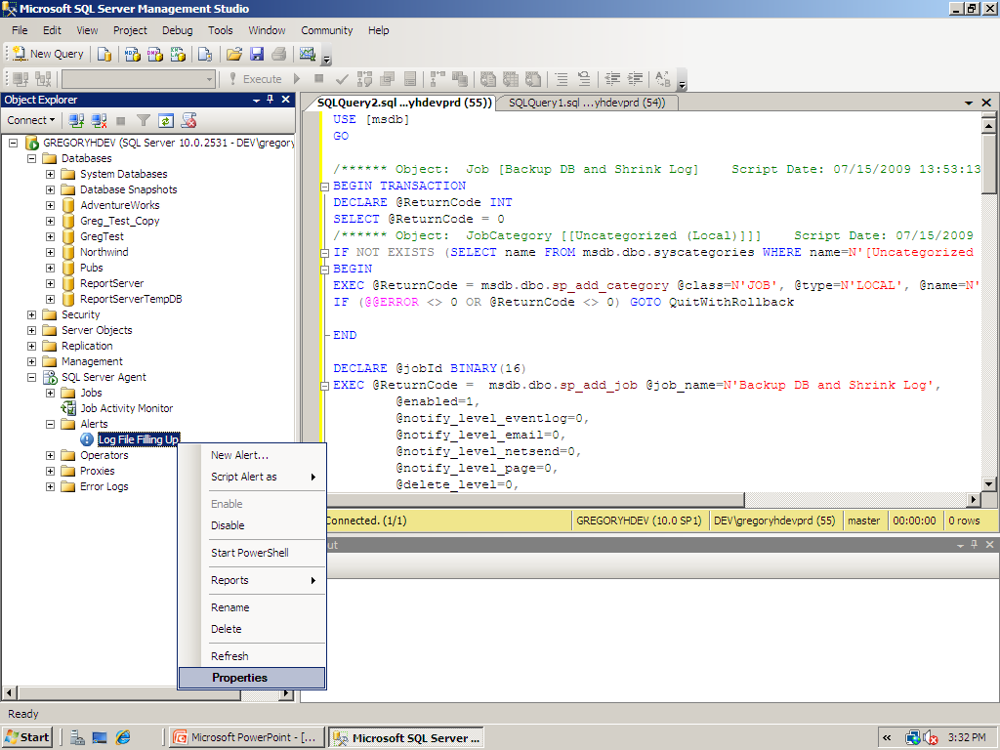 Microsoft SQL Server Management Studio
File Edit View Project Debug Tools Window Community Help
New Query
Execute
Object Explorer
Connect
GREGORYHDEV (SQL Server 10.0.2531 - DEV\gregory
Databases
System Databases
Database Snapshots
AdventureWorks
Greg_Test_Copy
GregTest
Northwind
Pubs
ReportServer
ReportServerTempDB
Security
Server Objects
Replication
Management
SQL Server Agent
Jobs
Job Activity Monitor
Alerts
Log File Filling Up
Operators
Proxies
Error Logs
New Alert...
Script Alert as
Enable
Disable
Start PowerShell
Reports
Rename
Delete
Refresh
Properties
SQLQuery2.sql ...yhdevprd (55)) SQLQuery1.sql ...yhdevprd (54))
USE [msdb]
GO
/****** Object:  Job [Backup DB and Shrink Log]    Script Date: 07/15/2009 13:53:13
BEGIN TRANSACTION
DECLARE @ReturnCode INT
SELECT @ReturnCode = 0
/****** Object:  JobCategory [[Uncategorized (Local)]]]    Script Date: 07/15/2009
IF NOT EXISTS (SELECT name FROM msdb.dbo.syscategories WHERE name=N'[Uncategorized
BEGIN
EXEC @ReturnCode = msdb.dbo.sp_add_category @class=N'JOB', @type=N'LOCAL', @name=N'
IF (@@ERROR <> 0 OR @ReturnCode <> 0) GOTO QuitWithRollback
END
DECLARE @jobId BINARY(16)
EXEC @ReturnCode =  msdb.dbo.sp_add_job @job_name=N'Backup DB and Shrink Log',
@enabled=1,
@notify_level_eventlog=0,
@notify_level_email=0,
@notify_level_netsend=0,
@notify_level_page=0,
@delete_level=0,
Connected. (1/1) GREGORYHDEV (10.0 SP1) DEV\gregoryhdevprd (55) master 00:00:00 0 rows
ut
Ready
Start Microsoft PowerPoint - [... Microsoft SQL Server ... « 3:32 PM